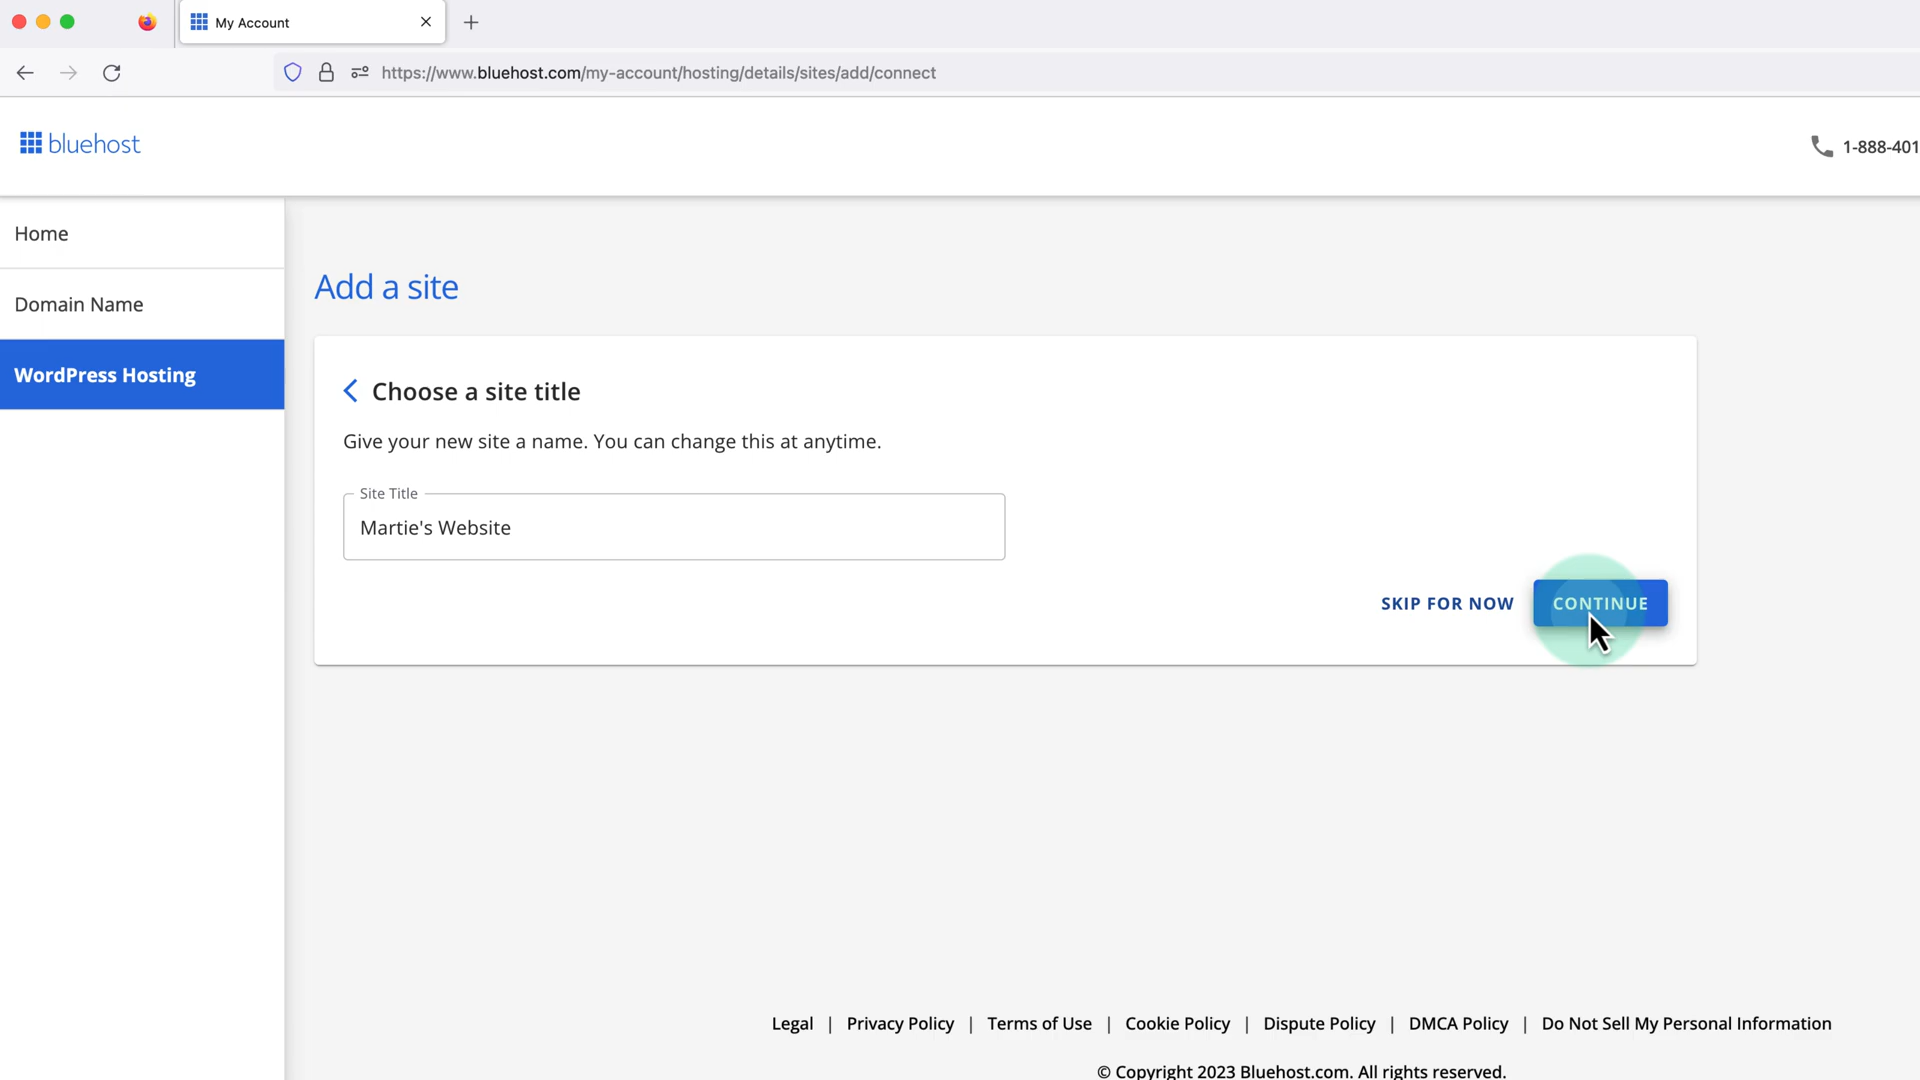 My Account
https://www.bluehost.com/my-account/hosting/details/sites/add/connect
bluehost
1-888-401
Home
Domain Name
WordPress Hosting
Add a site
Choose a site title
Give your new site a name. You can change this at anytime.
Site Title
Martie's Website
SKIP FOR NOW CONTINUE
Legal | Privacy Policy | Terms of Use | Cookie Policy | Dispute Policy | DMCA Policy | Do Not Sell My Personal Information
© Copyright 2023 Bluehost.com. All rights reserved.